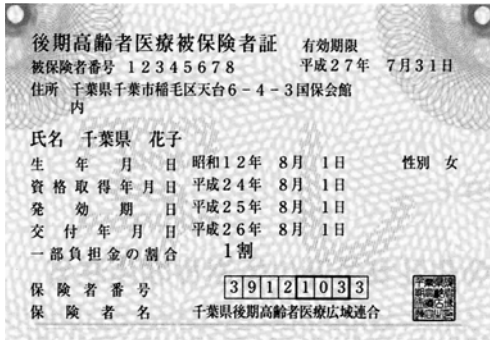 後期高齢者医療被保険者証 有効期限
被保険者番号 12345678 平成27年 7月31日
住所 千葉県千葉市稲毛区天台6-4-3国保会館
内
氏名 千葉県 花子
生年月日 昭和12年 8月 1日 性別 女
資格取得年月日 平成24年 8月 1日
発効期日 平成25年 8月 1日
交付年月日 平成26年 8月 1日
一部負担金の割合 1割
保険者番号 39121033
保険者名 千葉県後期高齢者医療広域連合